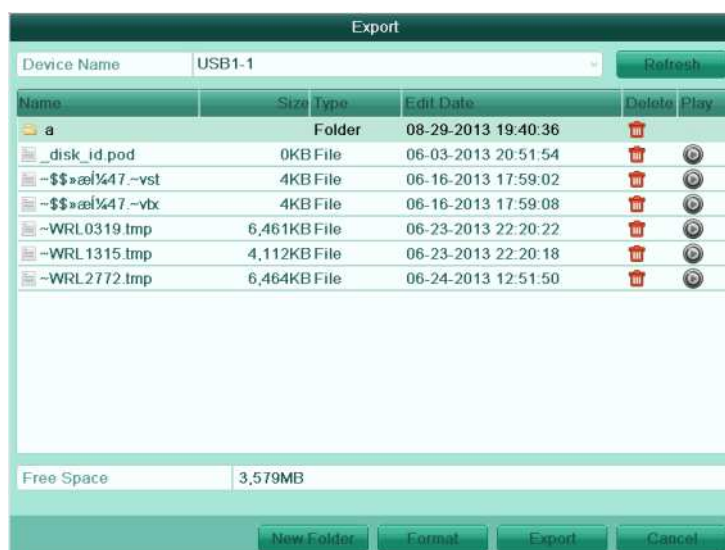 Export
Device Name USB1-1 Refresh
Name Size Type Edit Date Delete Play
a Folder 08-29-2013 19:40:36
_disk_id.pod 0KB File 06-03-2013 20:51:54
~$$»æÍ¼47.~vst 4KB File 06-16-2013 17:59:02
~$$»æÍ¼47.~vtx 4KB File 06-16-2013 17:59:08
~WRL0319.tmp 6,461KB File 06-23-2013 22:20:22
~WRL1315.tmp 4,112KB File 06-23-2013 22:20:18
~WRL2772.tmp 6,464KB File 06-24-2013 12:51:50
Free Space 3,579MB
New Folder Format Export Cancel